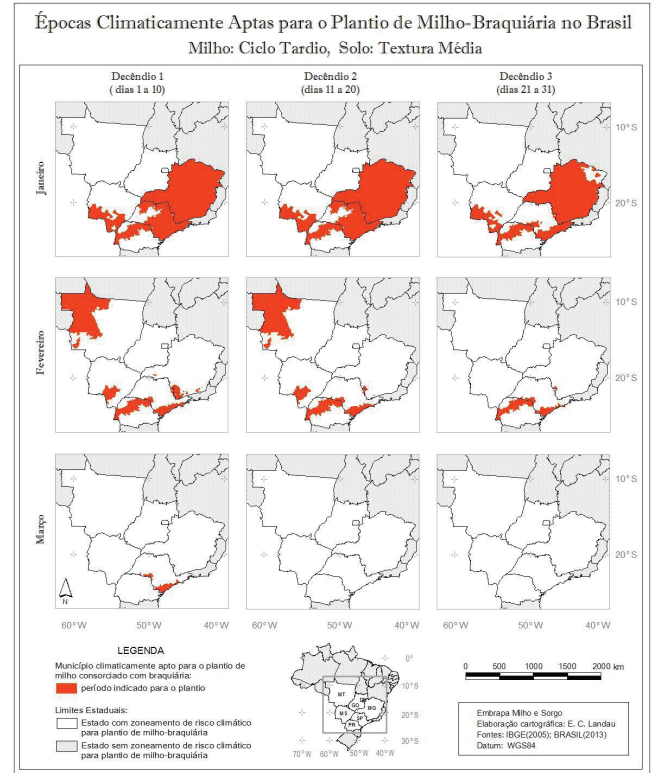 Épocas Climaticamente Aptas para o Plantio de Milho-Braquiária no Brasil
Milho: Ciclo Tardio, Solo: Textura Média
Decêndio 1
( dias 1 a 10)
Decêndio 2
(dias 11 a 20)
Decêndio 3
(dias 21 a 31)
Janeiro
10°S
20°S
Fevereiro
10°S
20°S
Março
10°S
20°S
N
60°W 50°W 40°W 60°W 50°W 40°W 60°W 50°W 40°W
LEGENDA
Município climaticamente apto para o plantio de
milho consorciado com braquiária:
período indicado para o plantio
Limites Estaduais:
Estado com zoneamento de risco climático
para plantio de milho-braquiária
Estado sem zoneamento de risco climático
para plantio de milho-braquiária
0°
10°S
20°S
30°S
MT
GO
MG
MS
SP
PR
70°W 60°W 50°W 40°W
0 500 1000 1500 2000 km
Embrapa Milho e Sorgo
Elaboração cartográfica: E. C. Landau
Fontes: IBGE(2005); BRASIL(2013)
Datum: WGS84